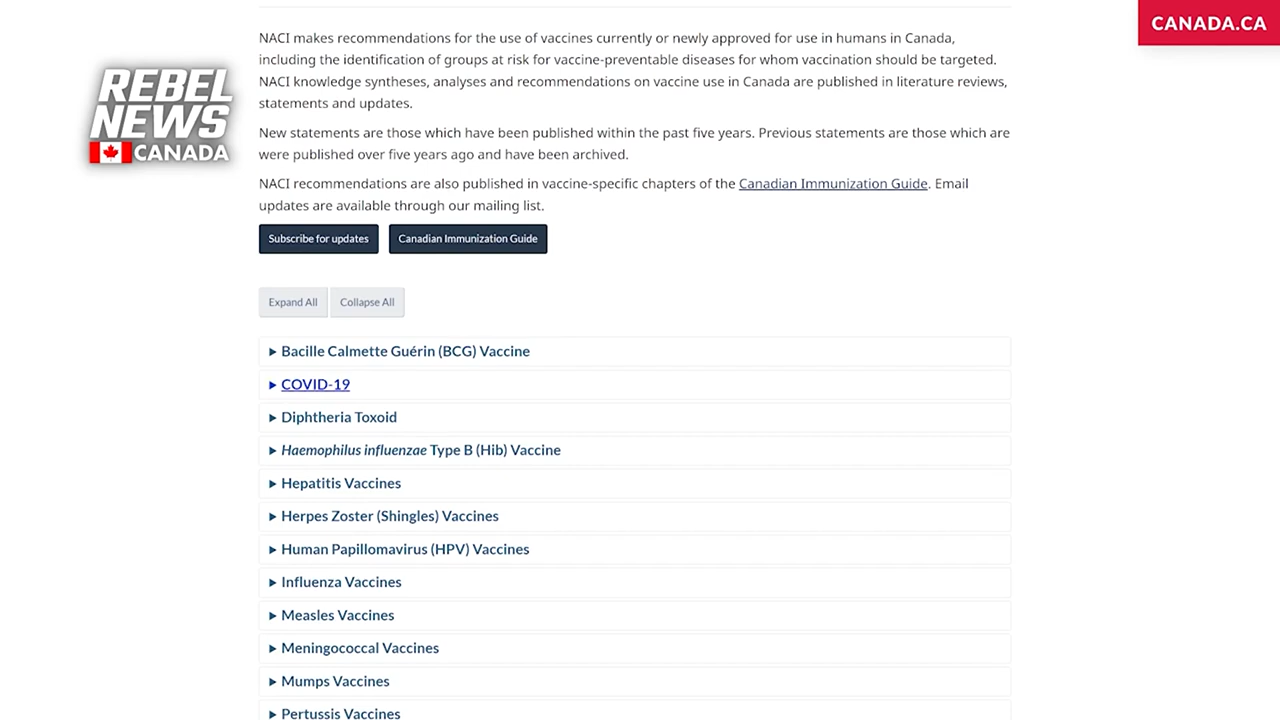 CANADA.CA
REBEL
NEWS
CANADA
NACI makes recommendations for the use of vaccines currently or newly approved for use in humans in Canada,
including the identification of groups at risk for vaccine-preventable diseases for whom vaccination should be targeted.
NACI knowledge syntheses, analyses and recommendations on vaccine use in Canada are published in literature reviews,
statements and updates.
New statements are those which have been published within the past five years. Previous statements are those which are
were published over five years ago and have been archived.
NACI recommendations are also published in vaccine-specific chapters of the Canadian Immunization Guide. Email
updates are available through our mailing list.
Subscribe for updates
Canadian Immunization Guide
Expand All
Collapse All
Bacille Calmette Guérin (BCG) Vaccine
COVID-19
Diphtheria Toxoid
Haemophilus influenzae Type B (Hib) Vaccine
Hepatitis Vaccines
Herpes Zoster (Shingles) Vaccines
Human Papillomavirus (HPV) Vaccines
Influenza Vaccines
Measles Vaccines
Meningococcal Vaccines
Mumps Vaccines
Pertussis Vaccines